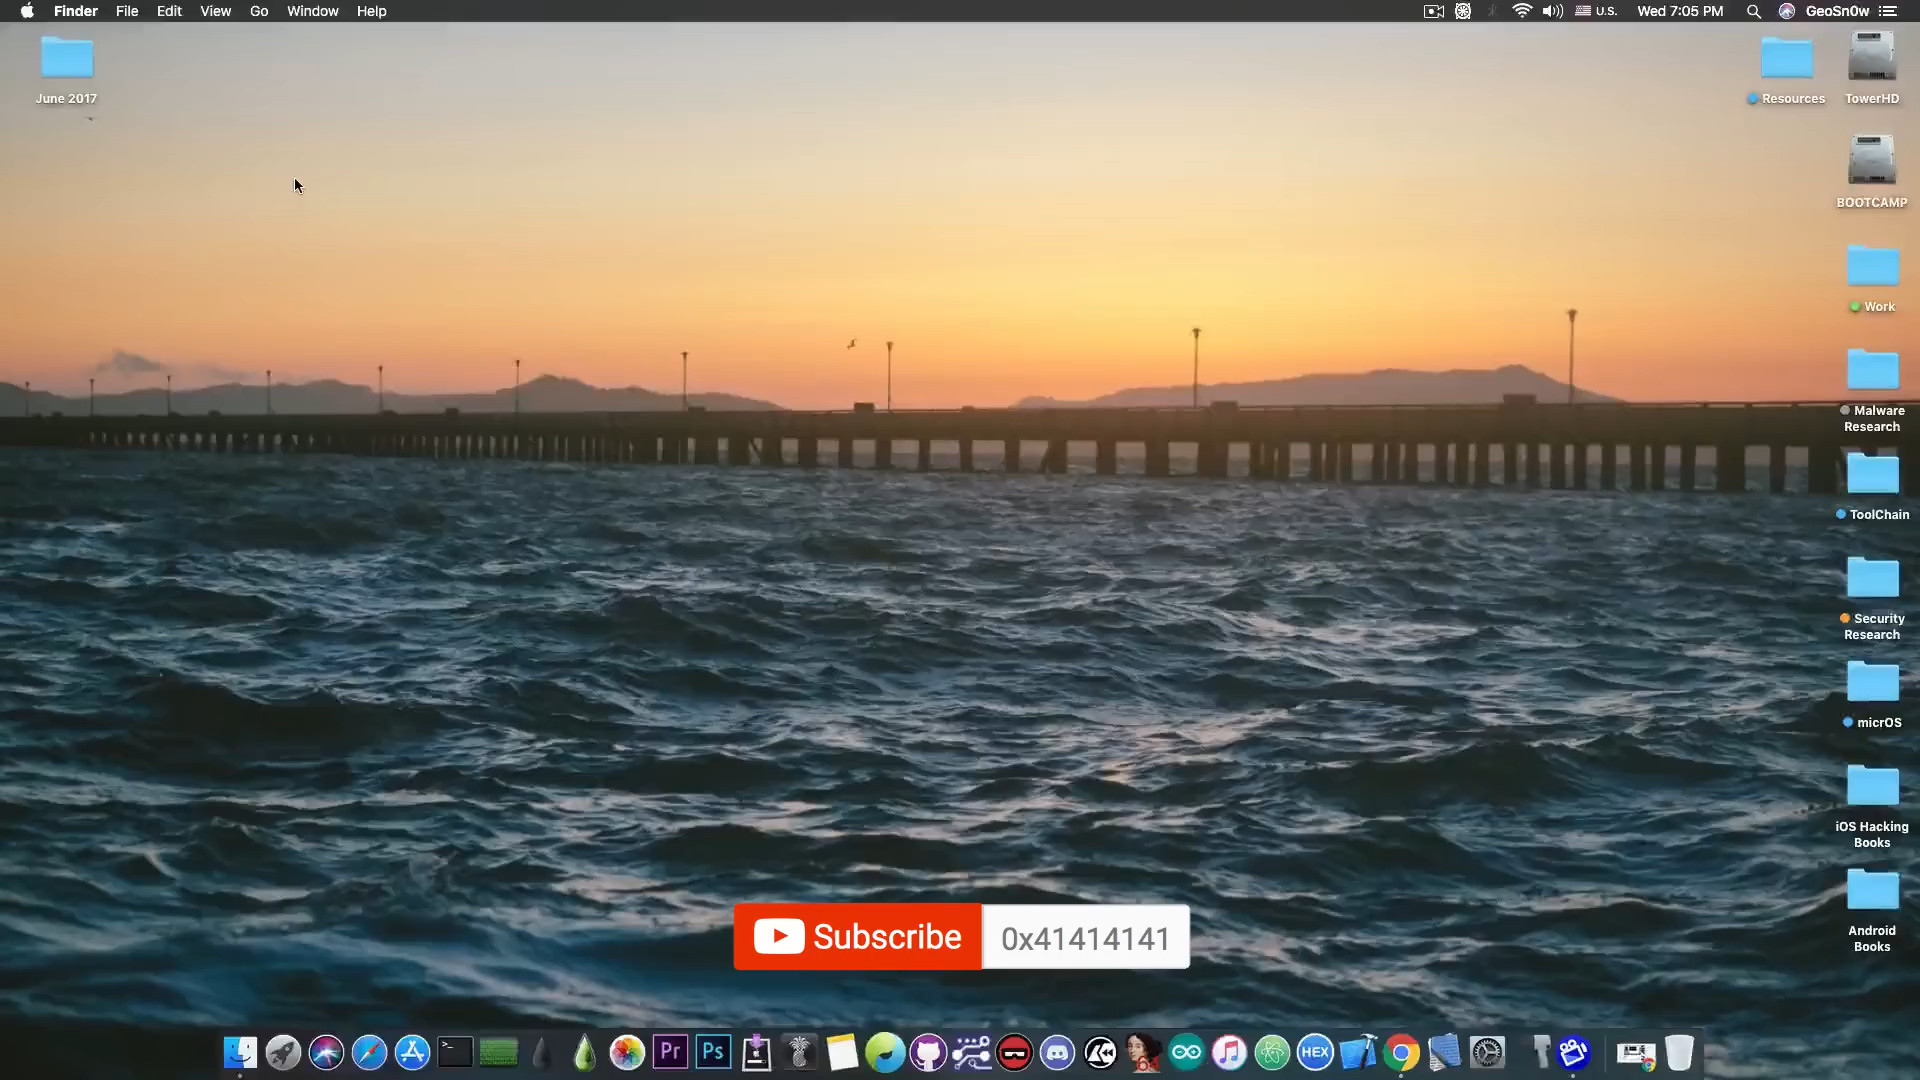 Finder File Edit View Go Window Help
U.S. Wed 7:05 PM GeoSn0w
June 2017
Resources
TowerHD
BOOTCAMP
Work
Malware
Research
ToolChain
Security
Research
micrOS
iOS Hacking
Books
Android
Books
Subscribe 0x41414141
>_
Pr
Ps
64
HEX